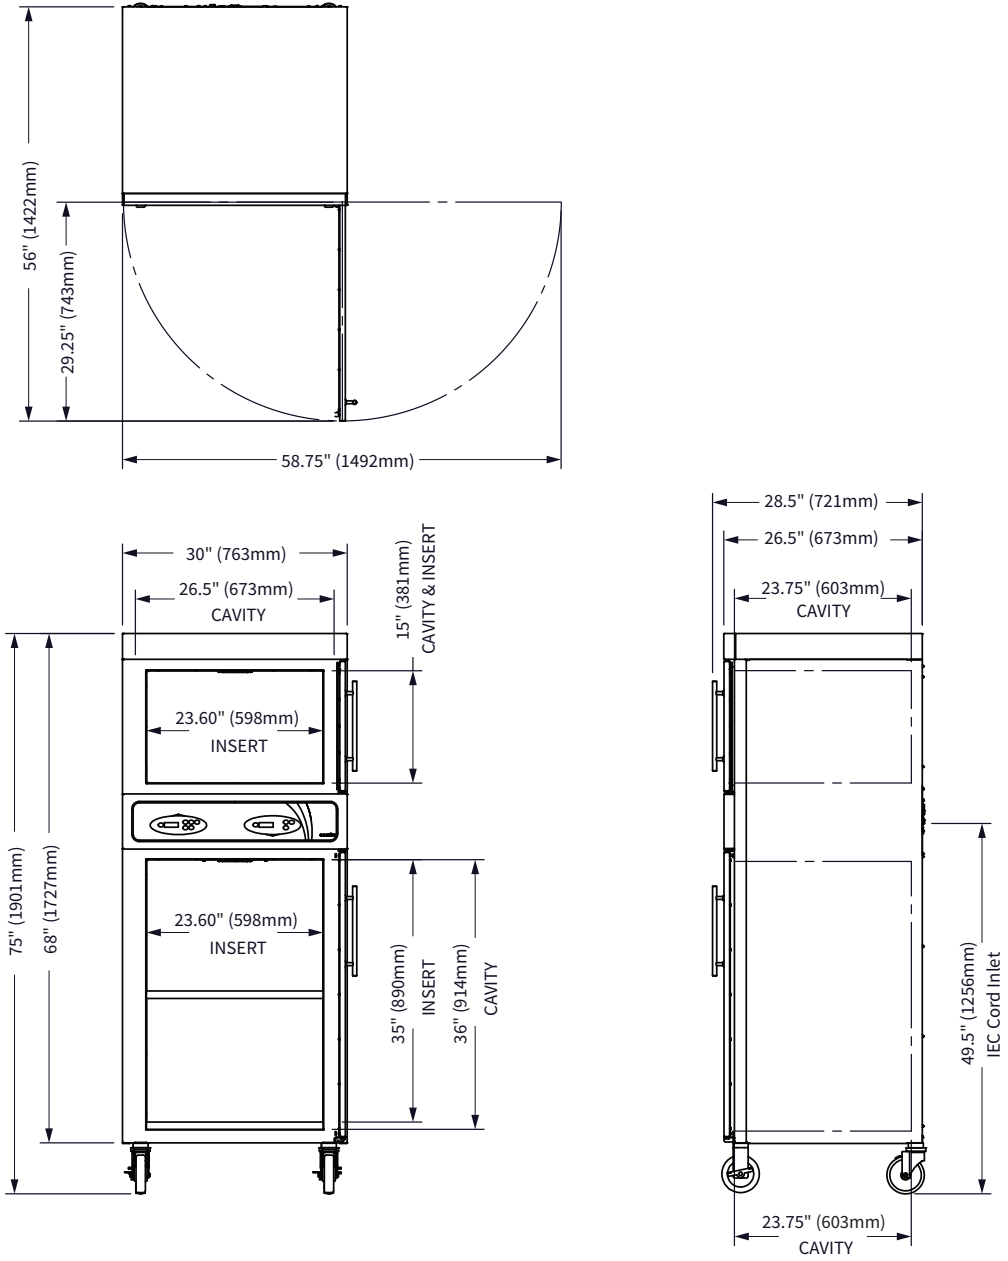 56" (1422mm)
29.25" (743mm)
58.75" (1492mm)
30" (763mm)
26.5" (673mm)
CAVITY
15" (381mm)
CAVITY & INSERT
23.60" (598mm)
INSERT
75" (1901mm)
68" (1727mm)
23.60" (598mm)
INSERT
35" (890mm)
INSERT
36" (914mm)
CAVITY
28.5" (721mm)
26.5" (673mm)
23.75" (603mm)
CAVITY
49.5" (1256mm)
IEC Cord Inlet
23.75" (603mm)
CAVITY